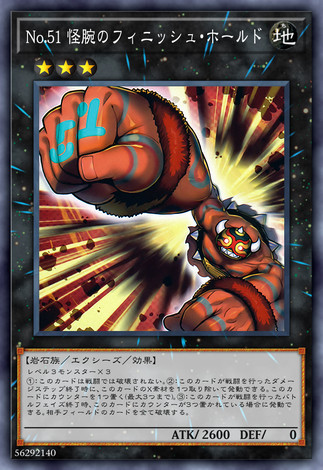 No.51 怪腕のフィニッシュ・ホールド
地
51
【岩石族/エクシーズ/効果】
レベル3モンスター×3
①:このカードは戦闘では破壊されない。②:このカードが戦闘を行ったダメー
ジステップ終了時に、このカードのX素材を1つ取り除いて発動できる。このカー
ドにカウンターを1つ置く(最大3つまで)。③:このカードが戦闘を行ったバト
ルフェイズ終了時、このカードにカウンターが3つ置かれている場合に発動で
きる。相手フィールドのカードを全て破壊する。
ATK/ 2600 DEF/ 0
56292140